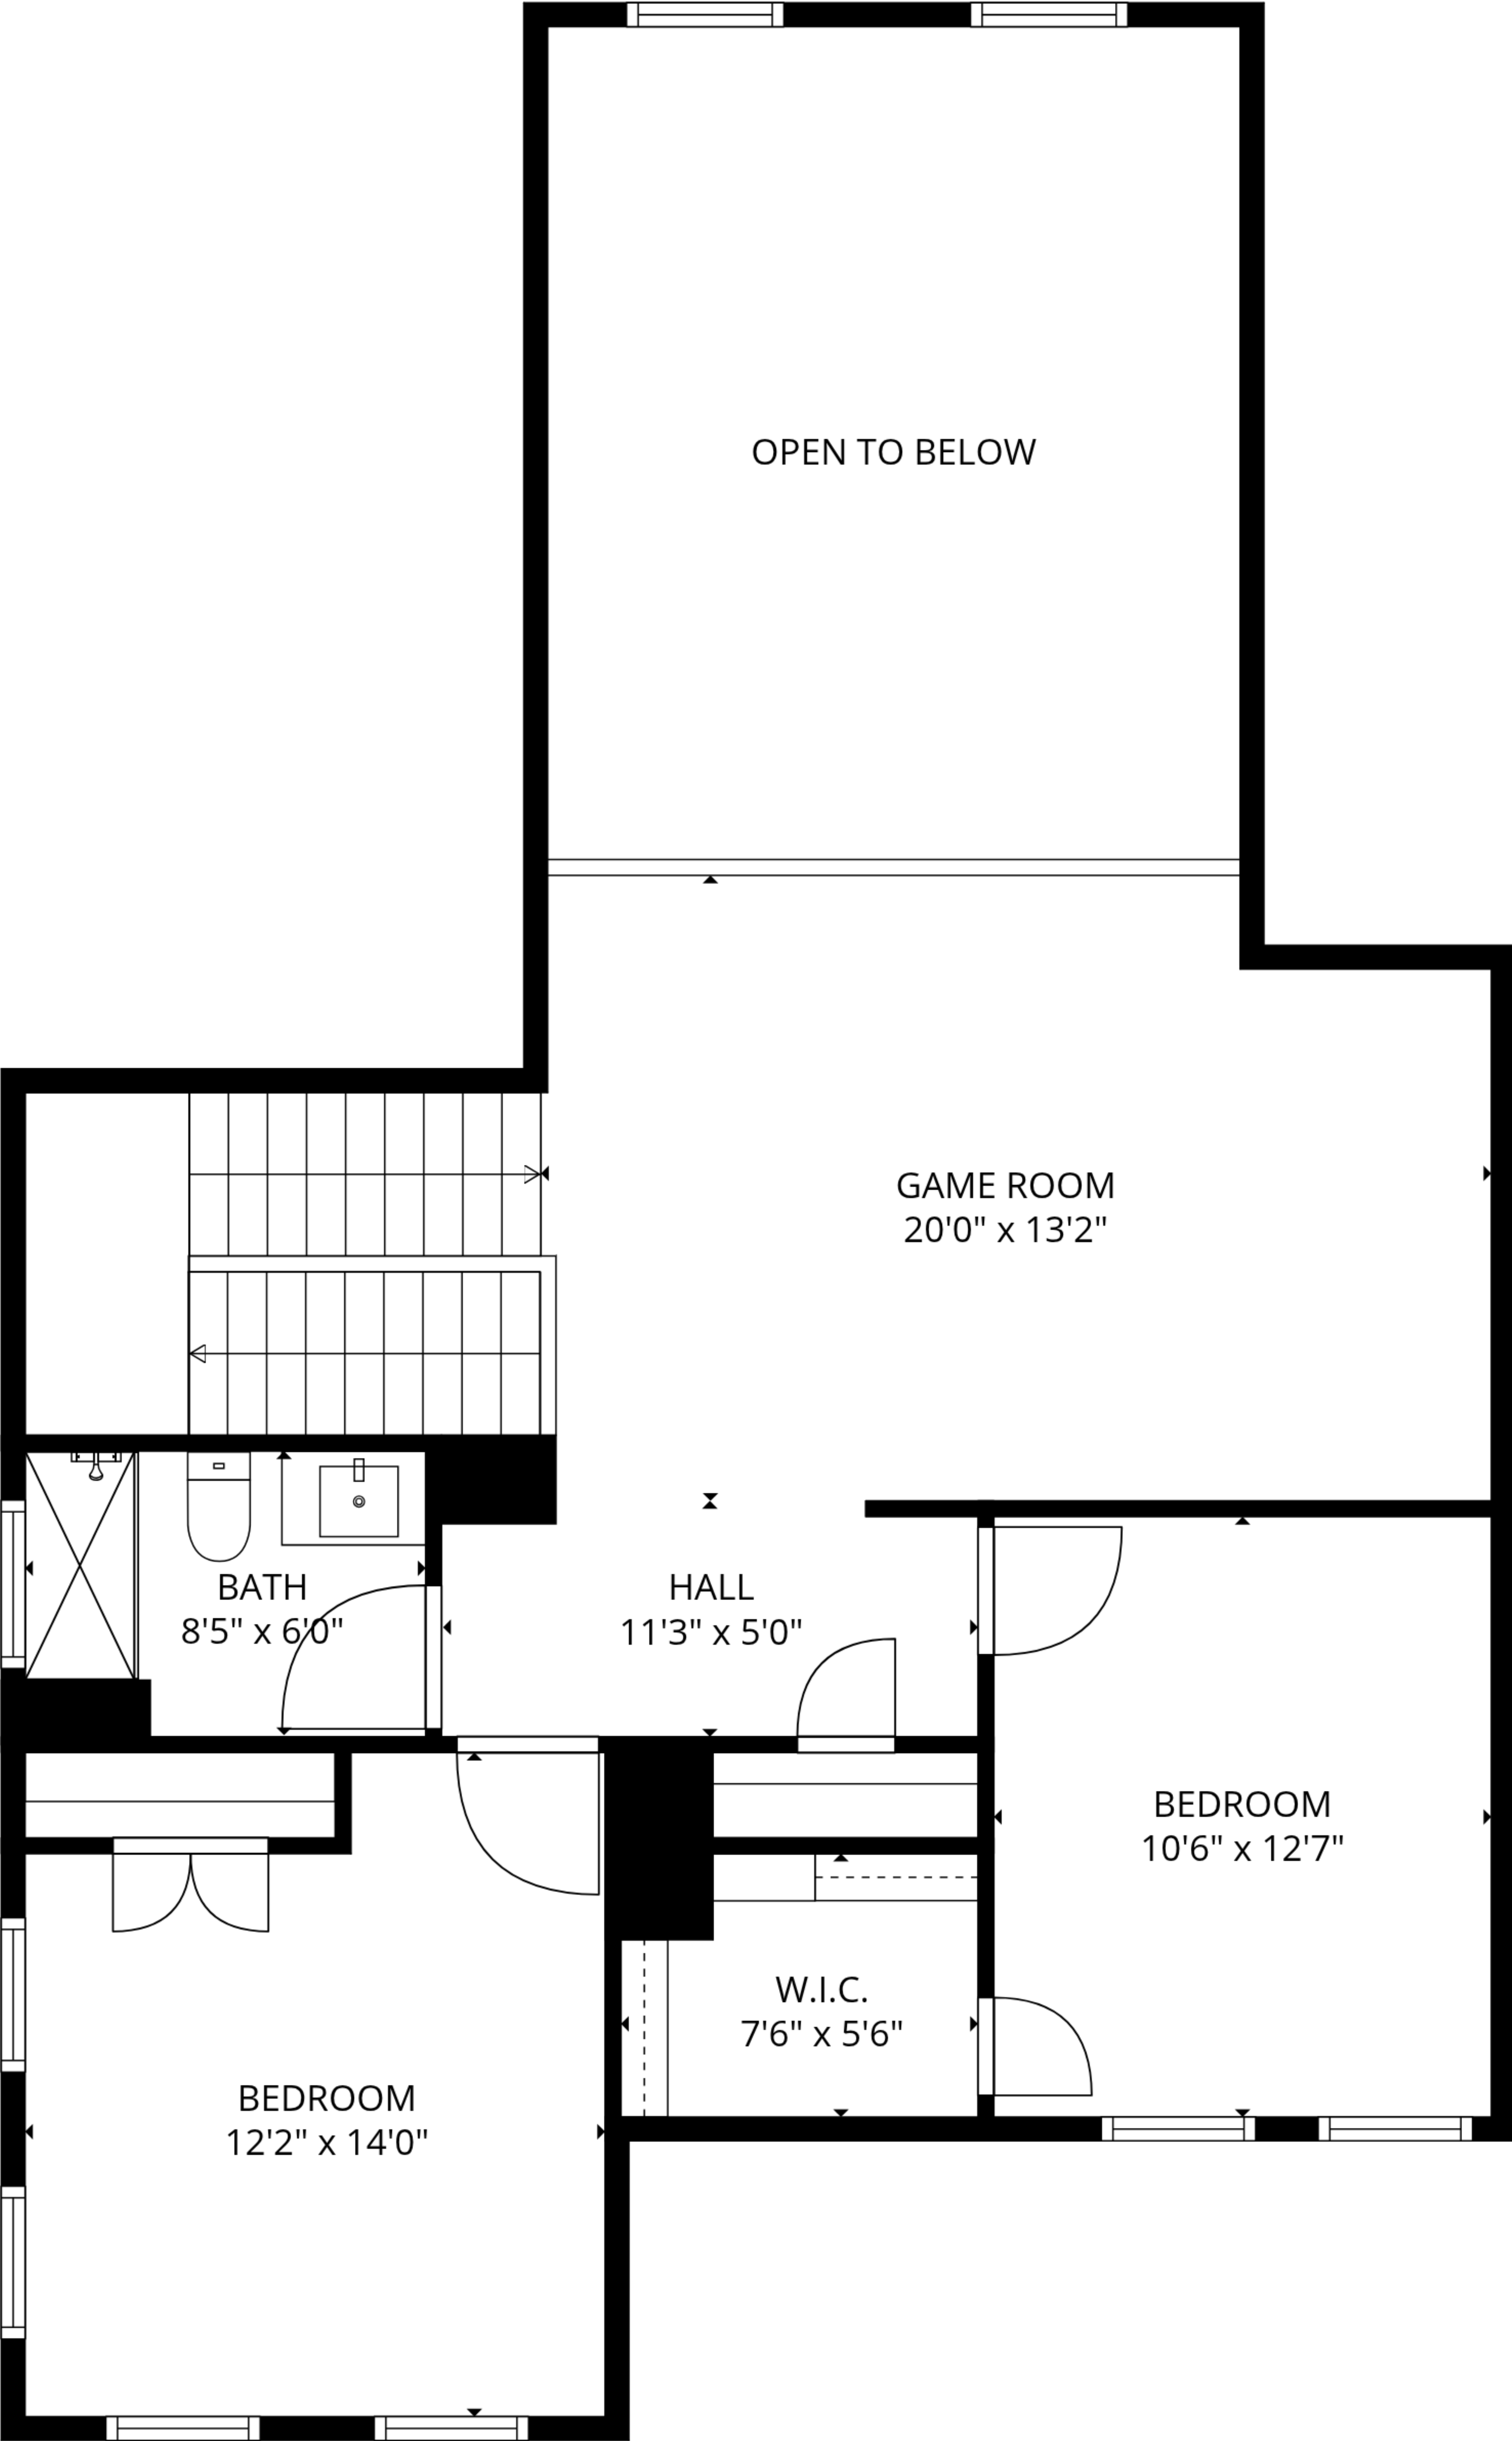 OPEN TO BELOW
GAME ROOM
20'0" x 13'2"
BATH
8'5" x 6'0"
HALL
11'3" x 5'0"
BEDROOM
10'6" x 12'7"
W.I.C.
7'6" x 5'6"
BEDROOM
12'2" x 14'0"